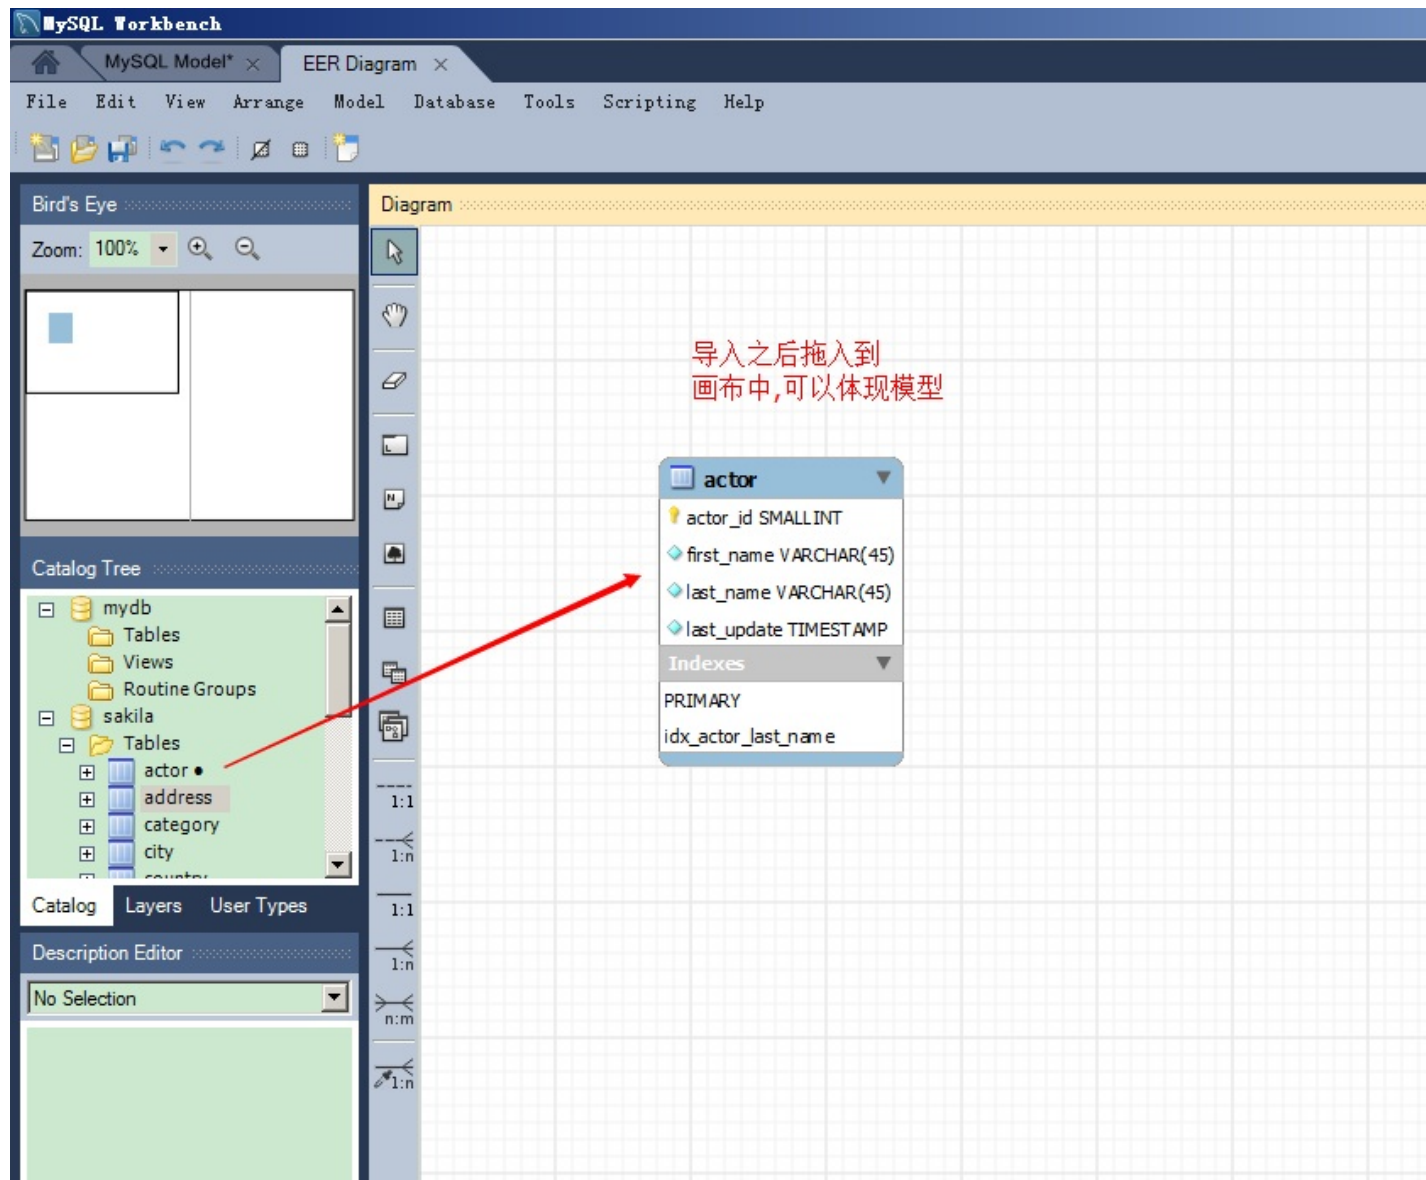 MySQL Workbench
MySQL Model* EER Diagram
File Edit View Arrange Model Database Tools Scripting Help
Bird's Eye
Zoom: 100%
Diagram
导入之后拖入到
画布中,可以体现模型
actor
actor_id SMALLINT
first_name VARCHAR(45)
last_name VARCHAR(45)
last_update TIMESTAMP
Indexes
PRIMARY
idx_actor_last_name
Catalog Tree
mydb
Tables
Views
Routine Groups
sakila
Tables
actor •
address
category
city
country
Catalog Layers User Types
Description Editor
No Selection
1:1
1:n
1:1
1:n
n:m
1:n